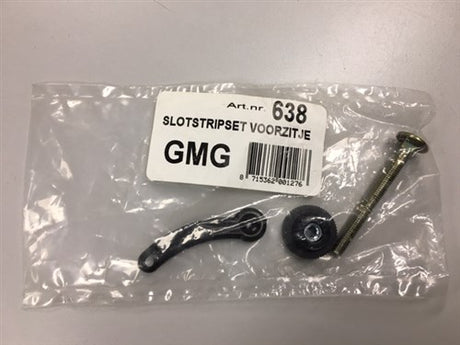 Art.nr. 638
SLOTSTRIPSET VOORZITJE
GMG
8 715362 001276